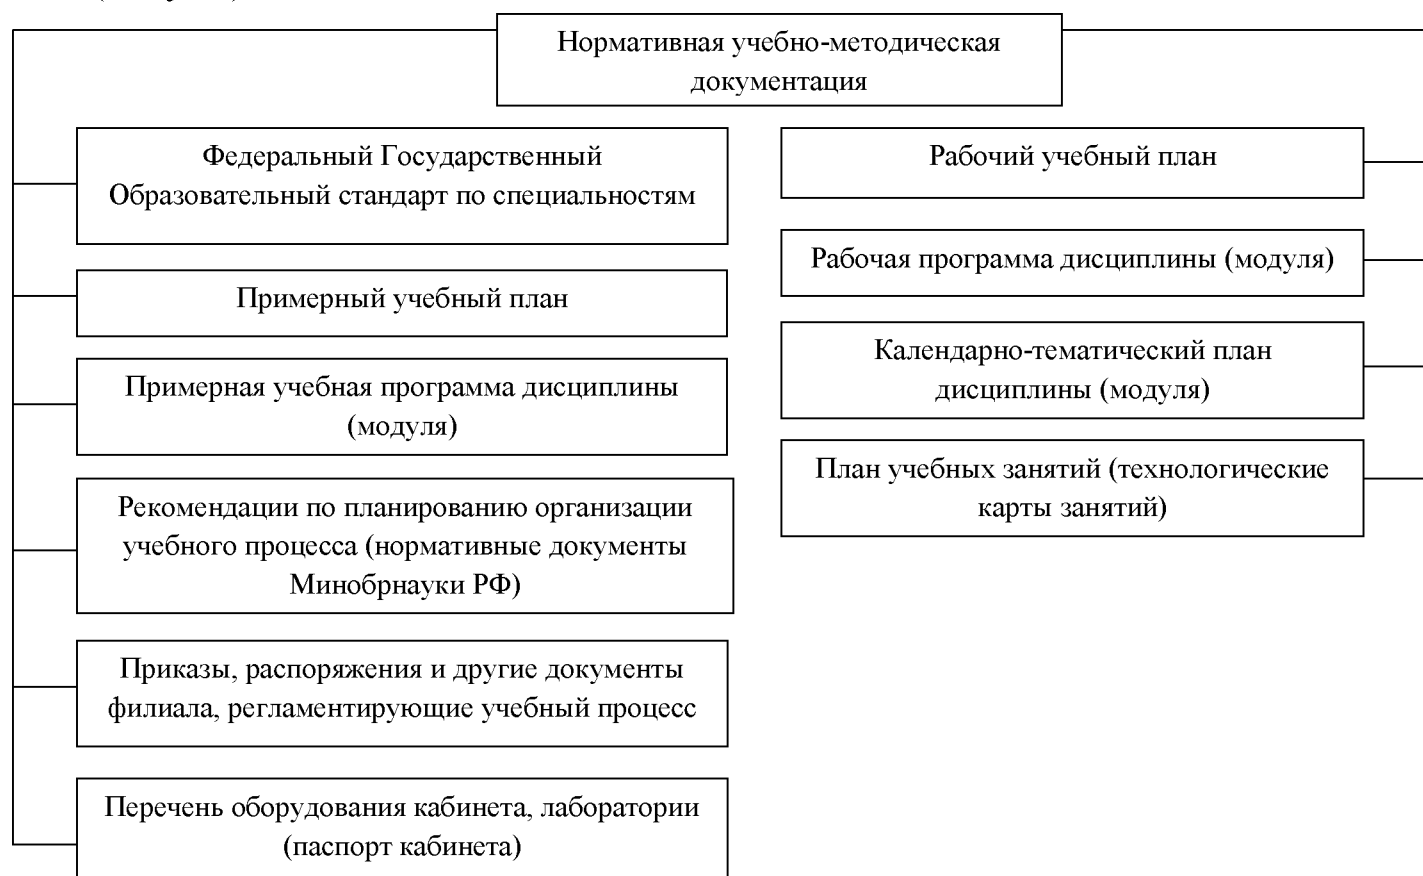 Нормативная учебно-методическая
документация
Федеральный Государственный
Образовательный стандарт по специальностям
Примерный учебный план
Примерная учебная программа дисциплины
(модуля)
Рекомендации по планированию организации
учебного процесса (нормативные документы
Минобрнауки РФ)
Приказы, распоряжения и другие документы
филиала, регламентирующие учебный процесс
Перечень оборудования кабинета, лаборатории
(паспорт кабинета)
Рабочий учебный план
Рабочая программа дисциплины (модуля)
Календарно-тематический план
дисциплины (модуля)
План учебных занятий (технологические
карты занятий)